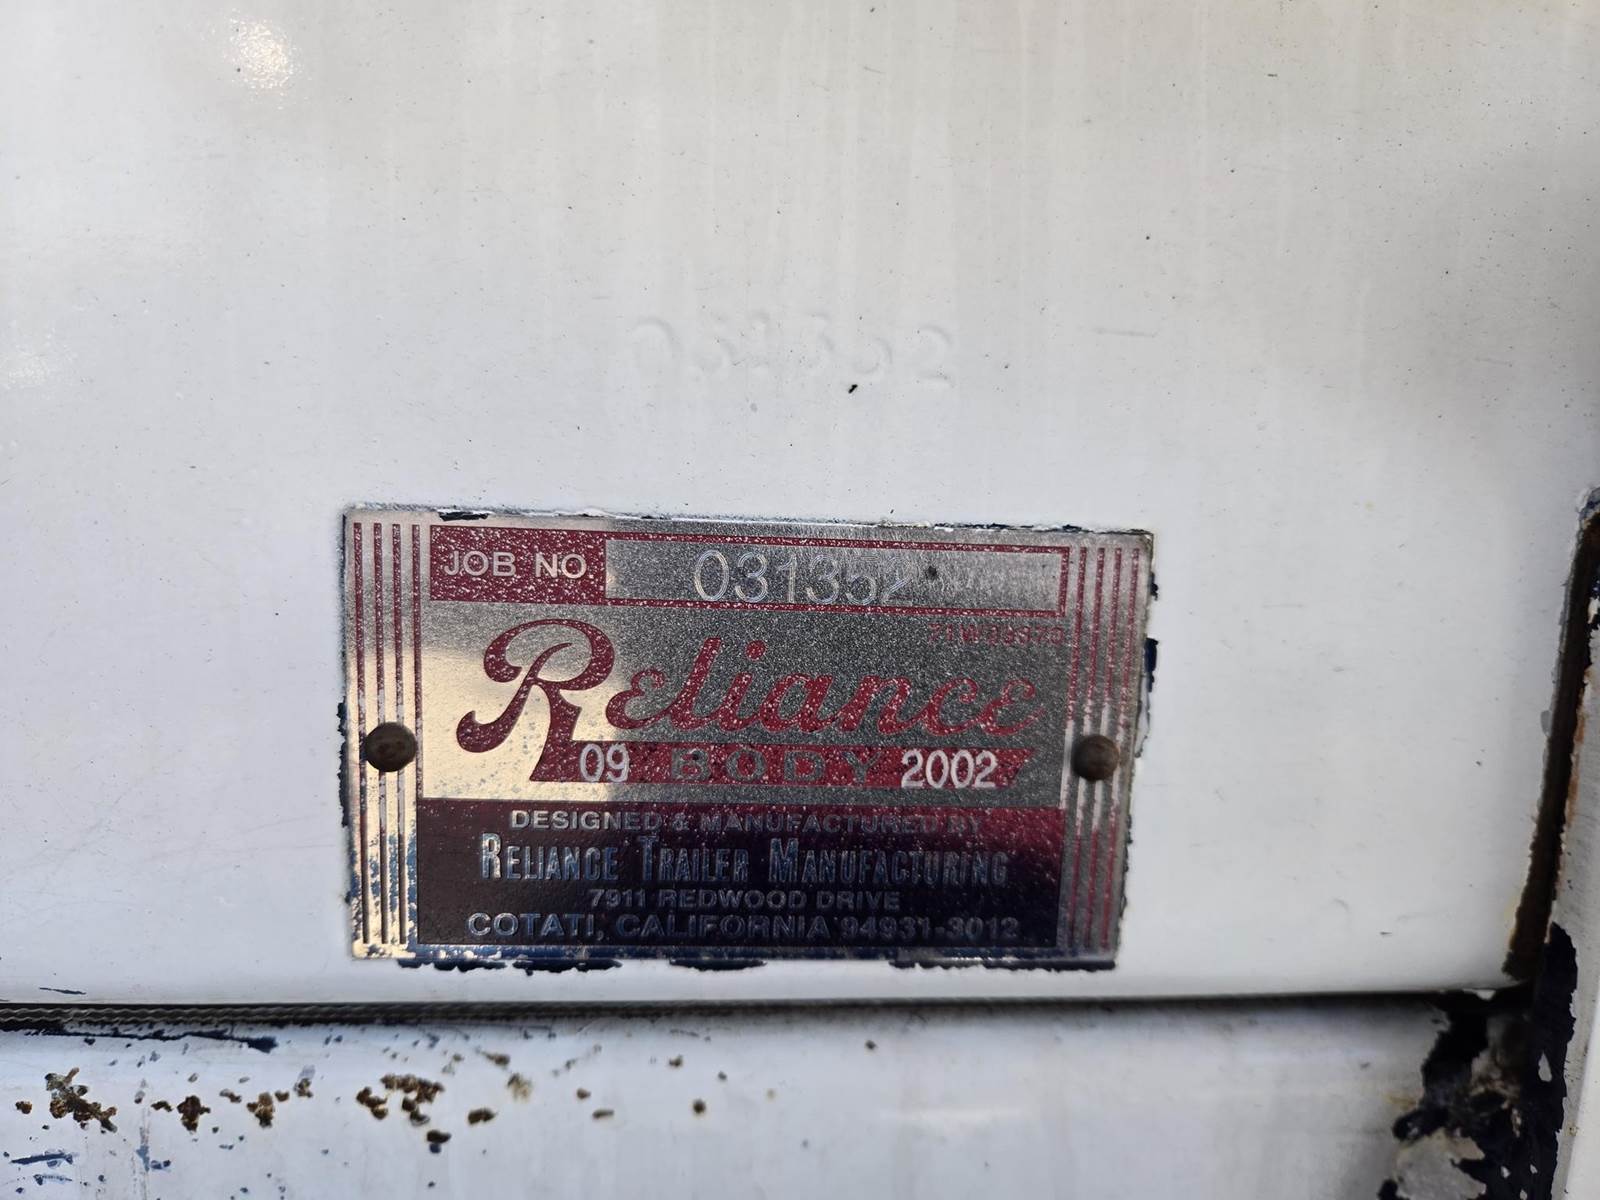 JOB NO. 031352
Reliance
09 BODY 2002
DESIGNED & MANUFACTURED BY
RELIANCE TRAILER MANUFACTURING
7911 REDWOOD DRIVE
COTATI, CALIFORNIA 94931-3012